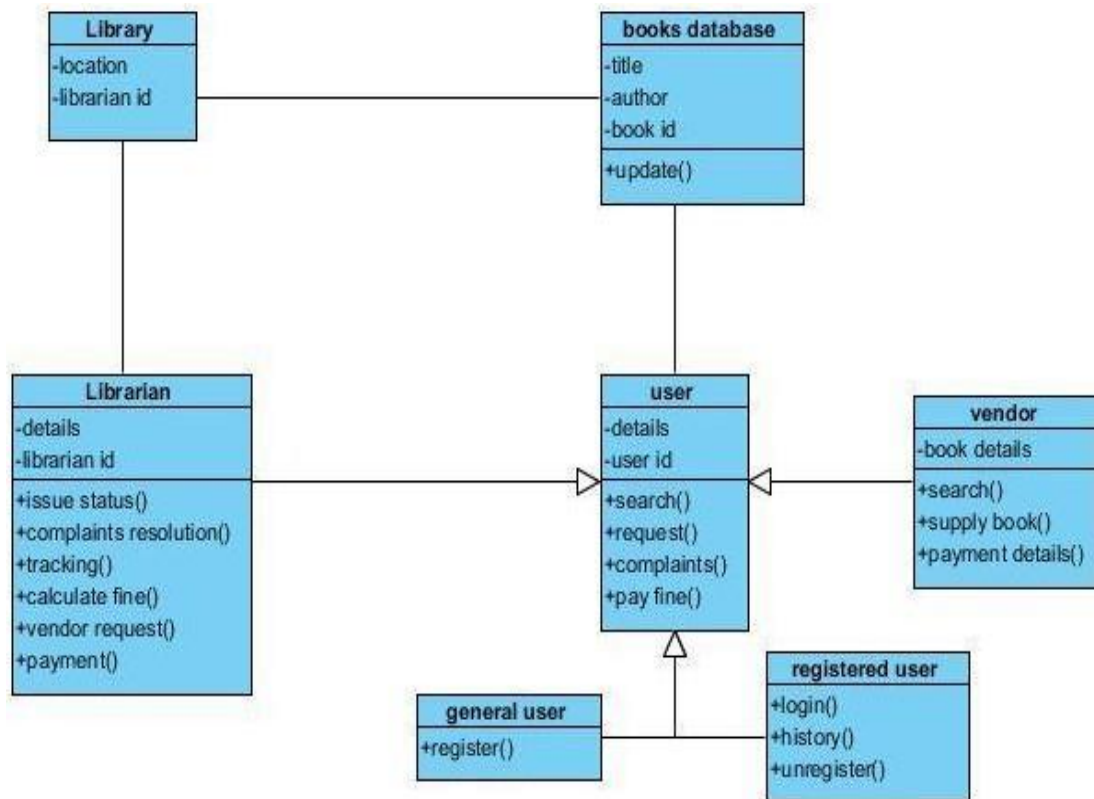 Library
-location
-librarian id
books database
-title
-author
-book id
+update()
Librarian
-details
-librarian id
+issue status()
+complaints resolution()
+tracking()
+calculate fine()
+vendor request()
+payment()
user
-details
-user id
+search()
+request()
+complaints()
+pay fine()
vendor
-book details
+search()
+supply book()
+payment details()
general user
+register()
registered user
+login()
+history()
+unregister()